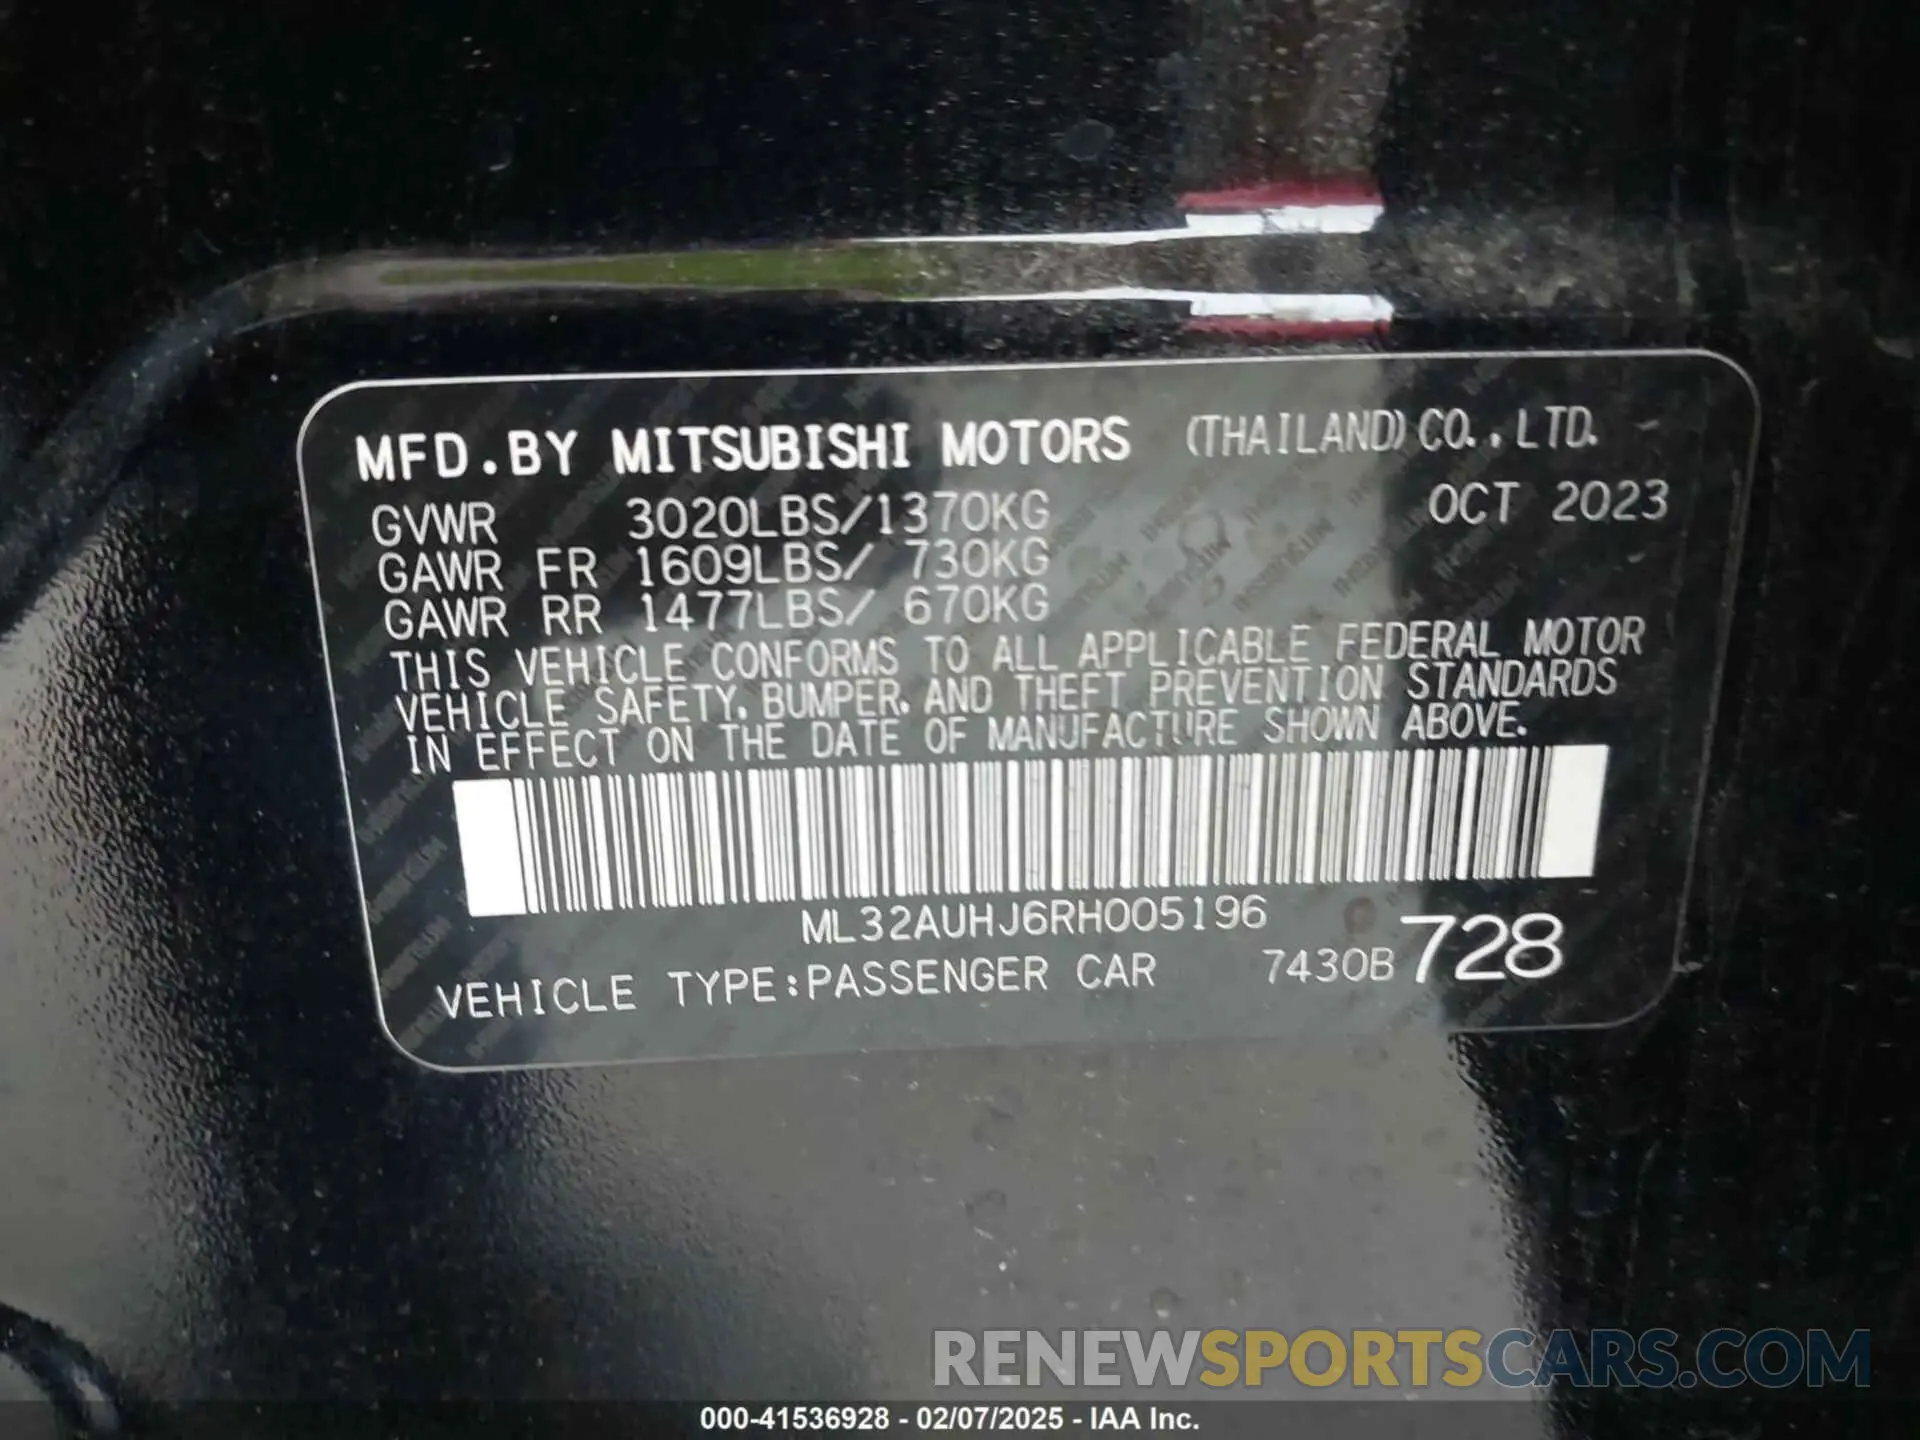 MFD.BY MITSUBISHI MOTORS (THAILAND) CO., LTD.
GVWR 3020LBS/1370KG OCT 2023
GAWR FR 1609LBS/ 730KG
GAWR RR 1477LBS/ 670KG
THIS VEHICLE CONFORMS TO ALL APPLICABLE FEDERAL MOTOR
VEHICLE SAFETY, BUMPER, AND THEFT PREVENTION STANDARDS
IN EFFECT ON THE DATE OF MANUFACTURE SHOWN ABOVE.
ML32AUHJ6RH005196
VEHICLE TYPE:PASSENGER CAR 7430B 728
RENEWSPORTSCARS.COM
000-41536928 - 02/07/2025 - IAA Inc.